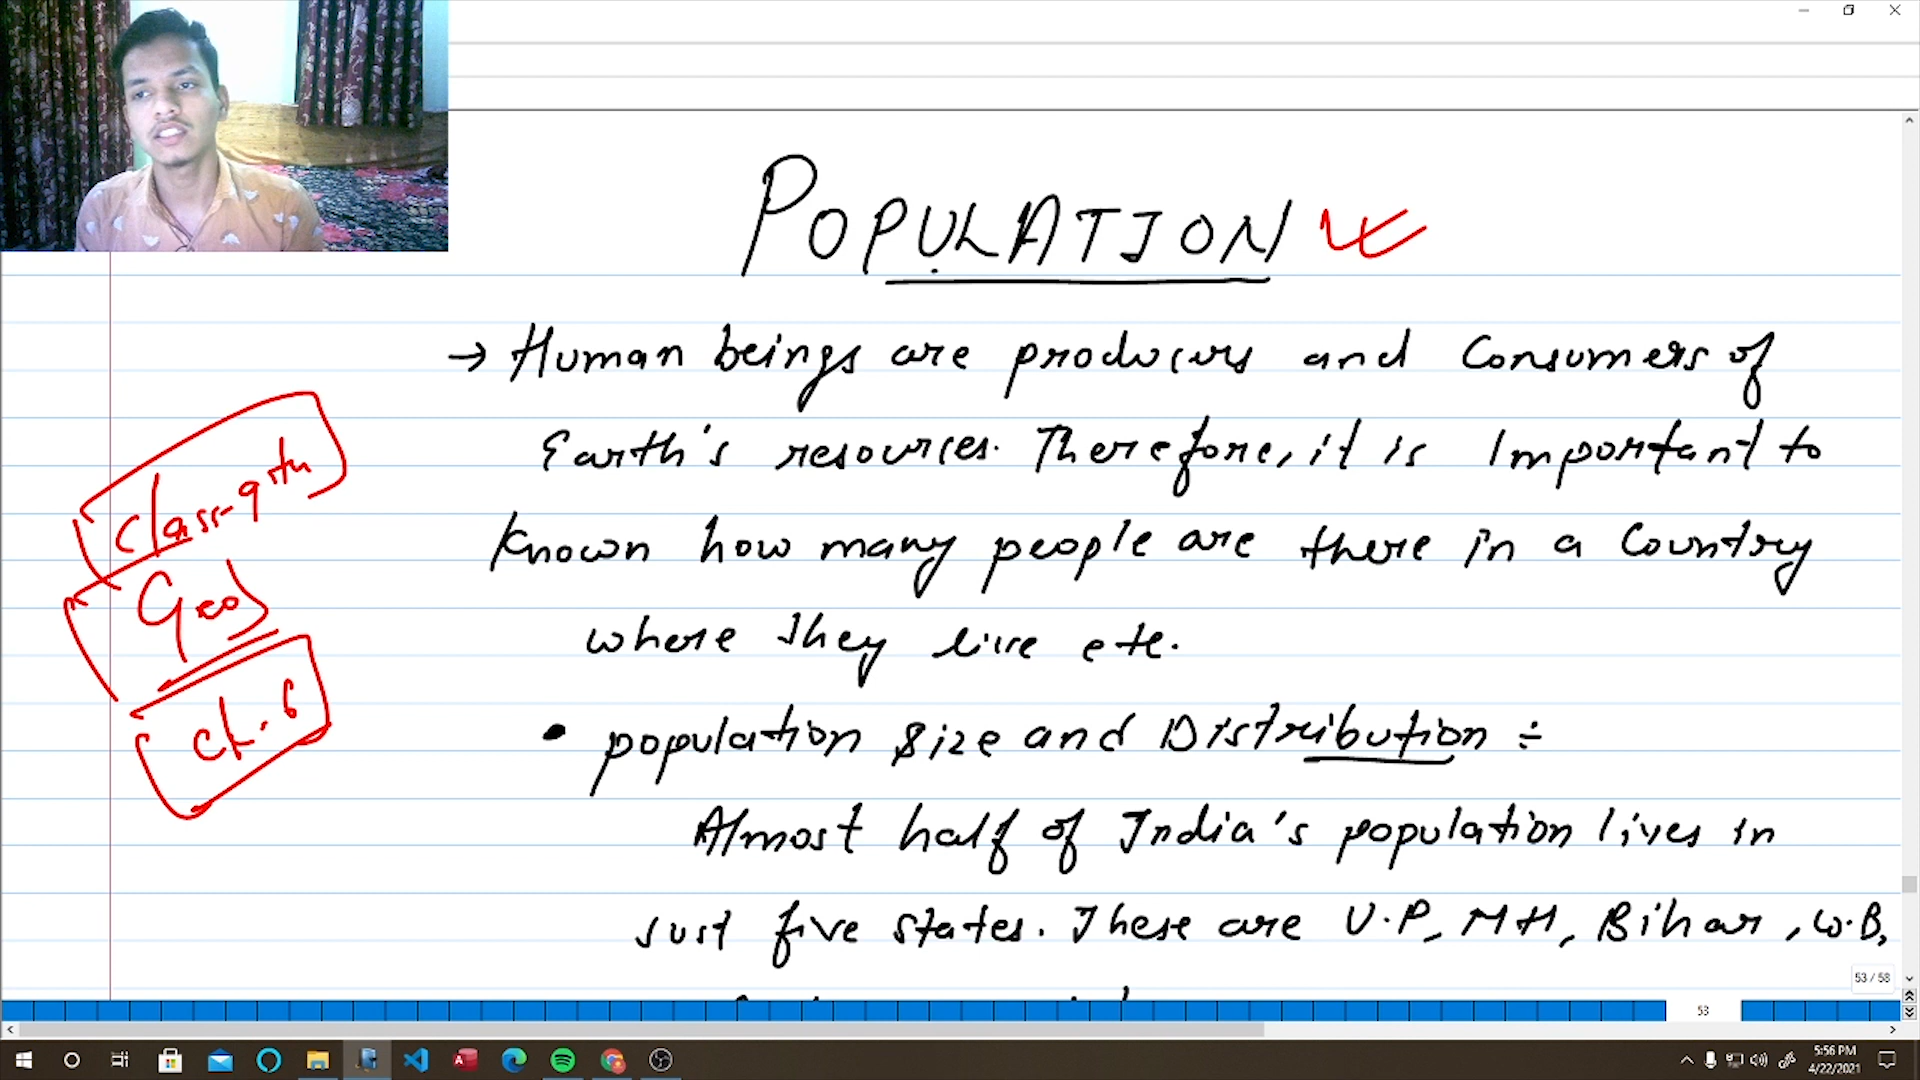 POPULATION
→ Human beings are producers and Consumers of
Earth's resources. Therefore, it is Important to
Known how many people are there in a Country
where they live etc.
Class-9th
Geo
Ch-6
• population Size and Distribution :-
Almost half of India's population lives in
Just five states. These are U.P, MH, Bihar, W.B,
53 / 58
53
5:56 PM
4/22/2021